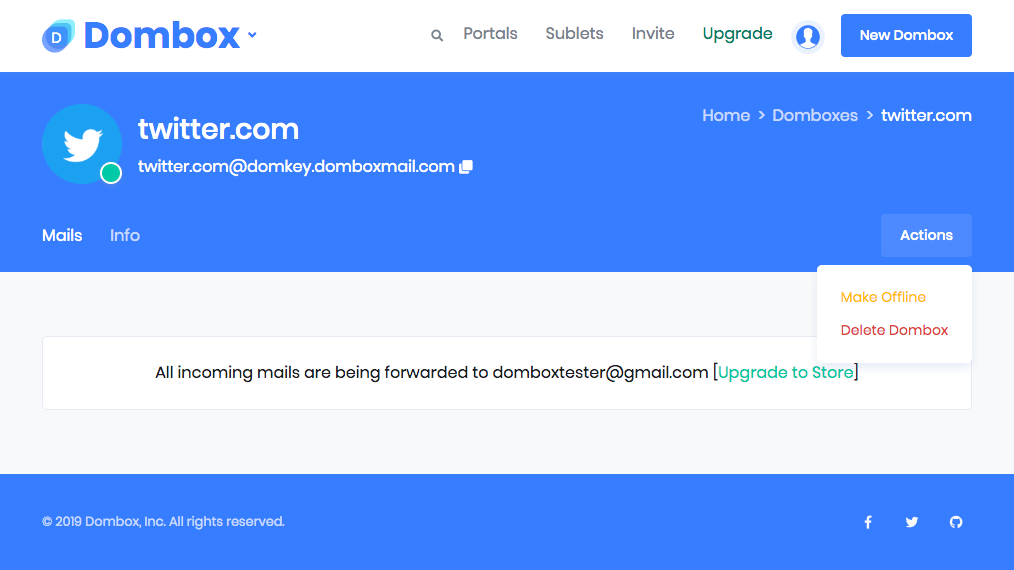 D Dombox
Portals Sublets Invite Upgrade New Dombox
twitter.com
twitter.com@domkey.domboxmail.com
Home > Domboxes > twitter.com
Mails Info Actions
Make Offline
Delete Dombox
All incoming mails are being forwarded to domboxtester@gmail.com [Upgrade to Store]
© 2019 Dombox, Inc. All rights reserved.